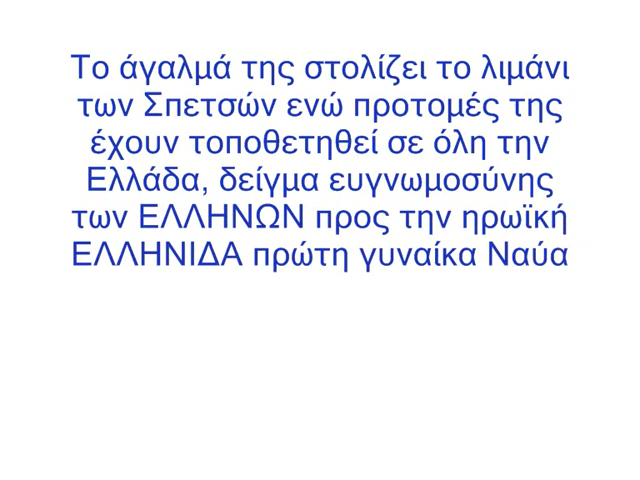 Το άγαλμά της στολίζει το λιμάνι
των Σπετσών ενώ προτομές της
έχουν τοποθετηθεί σε όλη την
Ελλάδα, δείγμα ευγνωμοσύνης
των ΕΛΛΗΝΩΝ προς την ηρωϊκή
ΕΛΛΗΝΙΔΑ πρώτη γυναίκα Ναύα